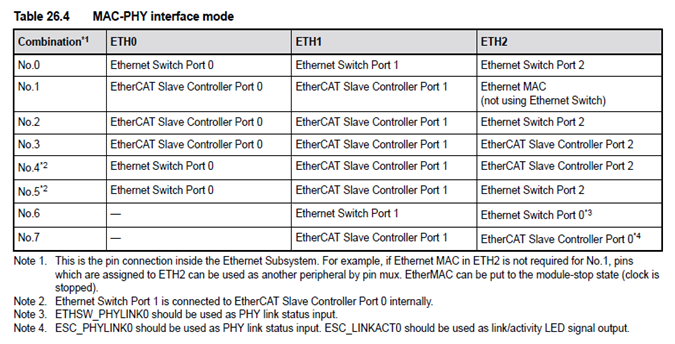 Table 26.4 MAC-PHY interface mode
Combination*1 ETH0 ETH1 ETH2
No.0 Ethernet Switch Port 0 Ethernet Switch Port 1 Ethernet Switch Port 2
No.1 EtherCAT Slave Controller Port 0 EtherCAT Slave Controller Port 1 Ethernet MAC
(not using Ethernet Switch)
No.2 EtherCAT Slave Controller Port 0 EtherCAT Slave Controller Port 1 Ethernet Switch Port 2
No.3 EtherCAT Slave Controller Port 0 EtherCAT Slave Controller Port 1 EtherCAT Slave Controller Port 2
No.4*2 Ethernet Switch Port 0 EtherCAT Slave Controller Port 1 EtherCAT Slave Controller Port 2
No.5*2 Ethernet Switch Port 0 EtherCAT Slave Controller Port 1 Ethernet Switch Port 2
No.6 — Ethernet Switch Port 1 Ethernet Switch Port 0*3
No.7 — EtherCAT Slave Controller Port 1 EtherCAT Slave Controller Port 0*4
Note 1. This is the pin connection inside the Ethernet Subsystem. For example, if Ethernet MAC in ETH2 is not required for No.1, pins
which are assigned to ETH2 can be used as another peripheral by pin mux. EtherMAC can be put to the module-stop state (clock is
stopped).
Note 2. Ethernet Switch Port 1 is connected to EtherCAT Slave Controller Port 0 internally.
Note 3. ETHSW_PHYLINK0 should be used as PHY link status input.
Note 4. ESC_PHYLINK0 should be used as PHY link status input. ESC_LINKACT0 should be used as link/activity LED signal output.